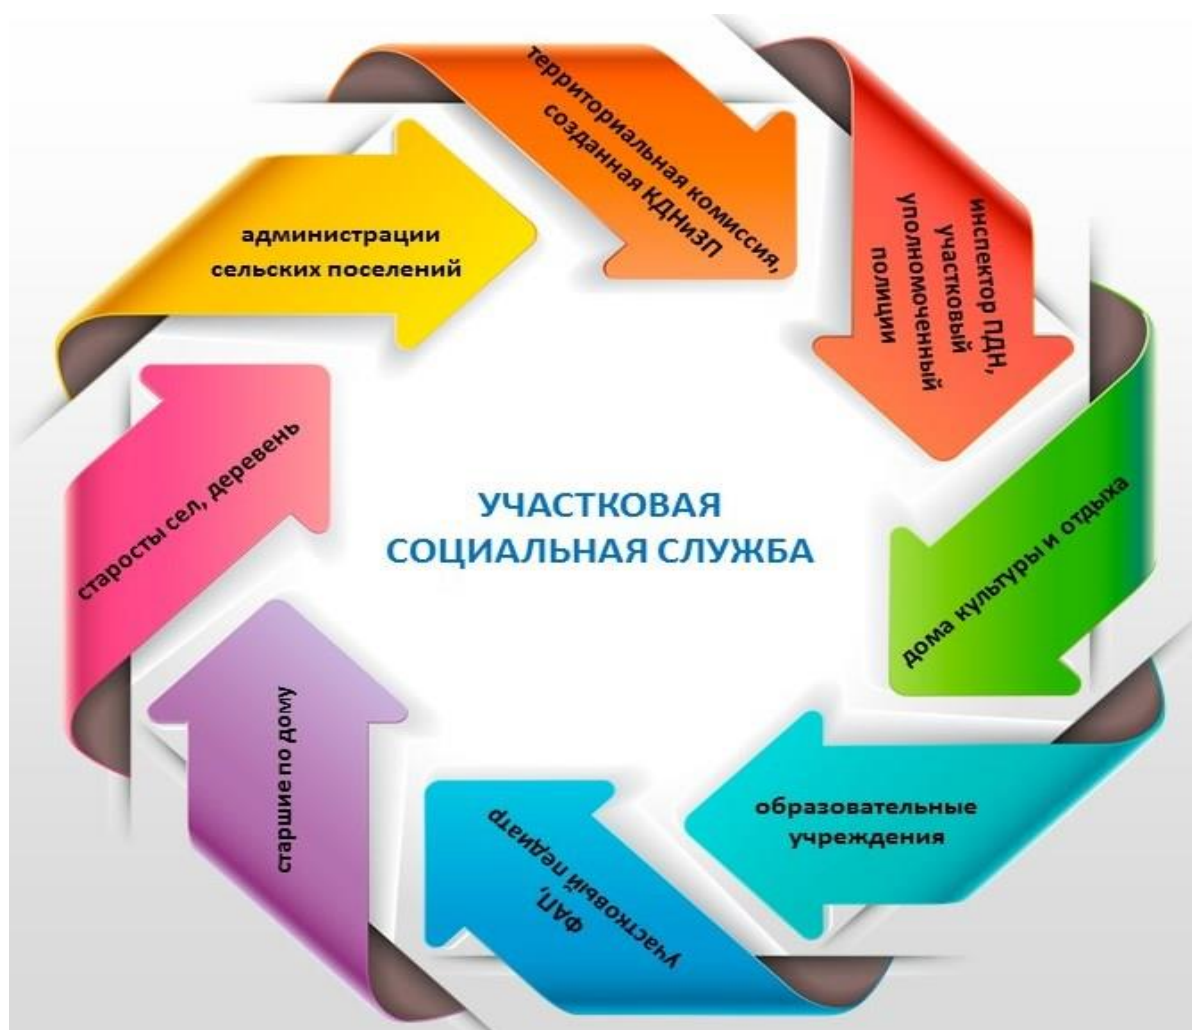 территориальная комиссия,
созданная КДНиЗП
инспектор ПДН,
участковый
уполномоченный
полиции
дома культуры и отдыха
образовательные
учреждения
ФАП,
участковый педиатр
старшие по дому
старосты сел, деревень
администрации
сельских поселений
УЧАСТКОВАЯ
СОЦИАЛЬНАЯ СЛУЖБА